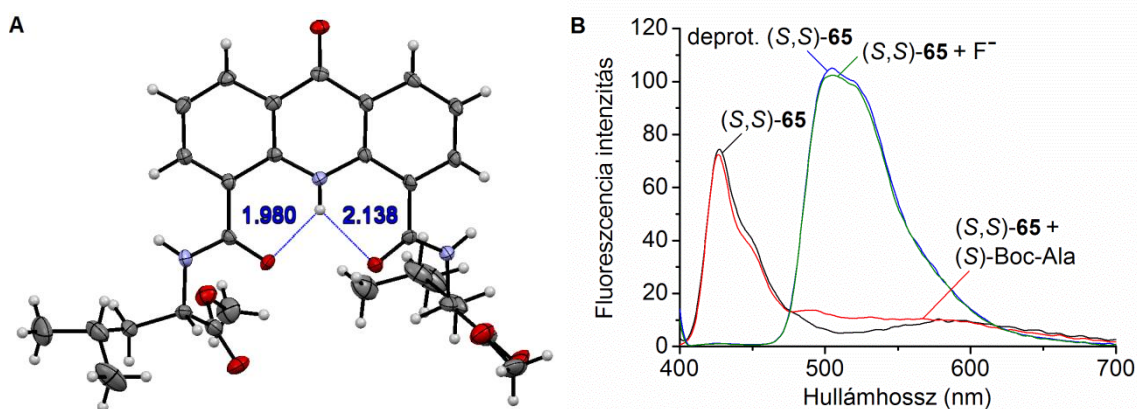 A
1.980
2.138
B
Fluoreszcencia intenzitás
120
100
80
60
40
20
0
deprot. (S,S)-65
(S,S)-65 + F⁻
(S,S)-65
(S,S)-65 +
(S)-Boc-Ala
400
500
600
700
Hullámhossz (nm)